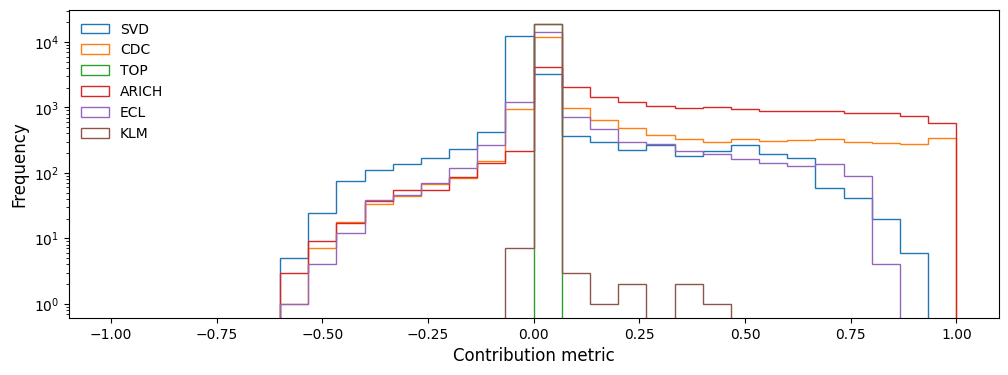 SVD
CDC
TOP
ARICH
ECL
KLM
Frequency
10⁴
10³
10²
10¹
10⁰
−1.00 −0.75 −0.50 −0.25 0.00 0.25 0.50 0.75 1.00
Contribution metric